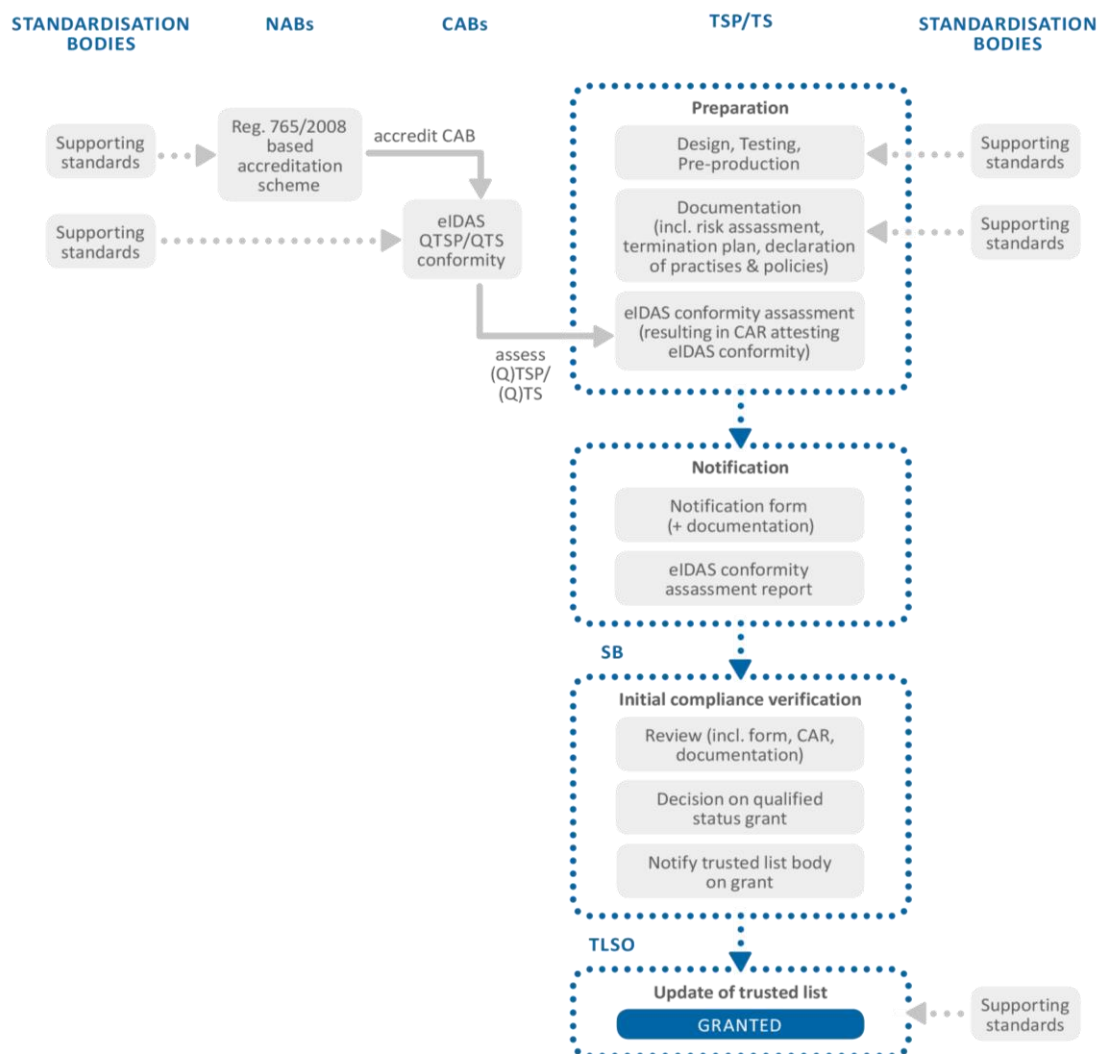 STANDARDISATION
BODIES
NABs
CABs
TSP/TS
STANDARDISATION
BODIES
Supporting
standards
Reg. 765/2008
based
accreditation
scheme
accredit CAB
Supporting
standards
eIDAS
QTSP/QTS
conformity
assess
(Q)TSP/
(Q)TS
Preparation
Design, Testing,
Pre-production
Supporting
standards
Documentation
(incl. risk assassment,
termination plan, declaration
of practises & policies)
Supporting
standards
eIDAS conformity assassment
(resulting in CAR attesting
eIDAS conformity)
Notification
Notification form
(+ documentation)
eIDAS conformity
assassment report
SB
Initial compliance verification
Review (incl. form, CAR,
documentation)
Decision on qualified
status grant
Notify trusted list body
on grant
TLSO
Update of trusted list
GRANTED
Supporting
standards